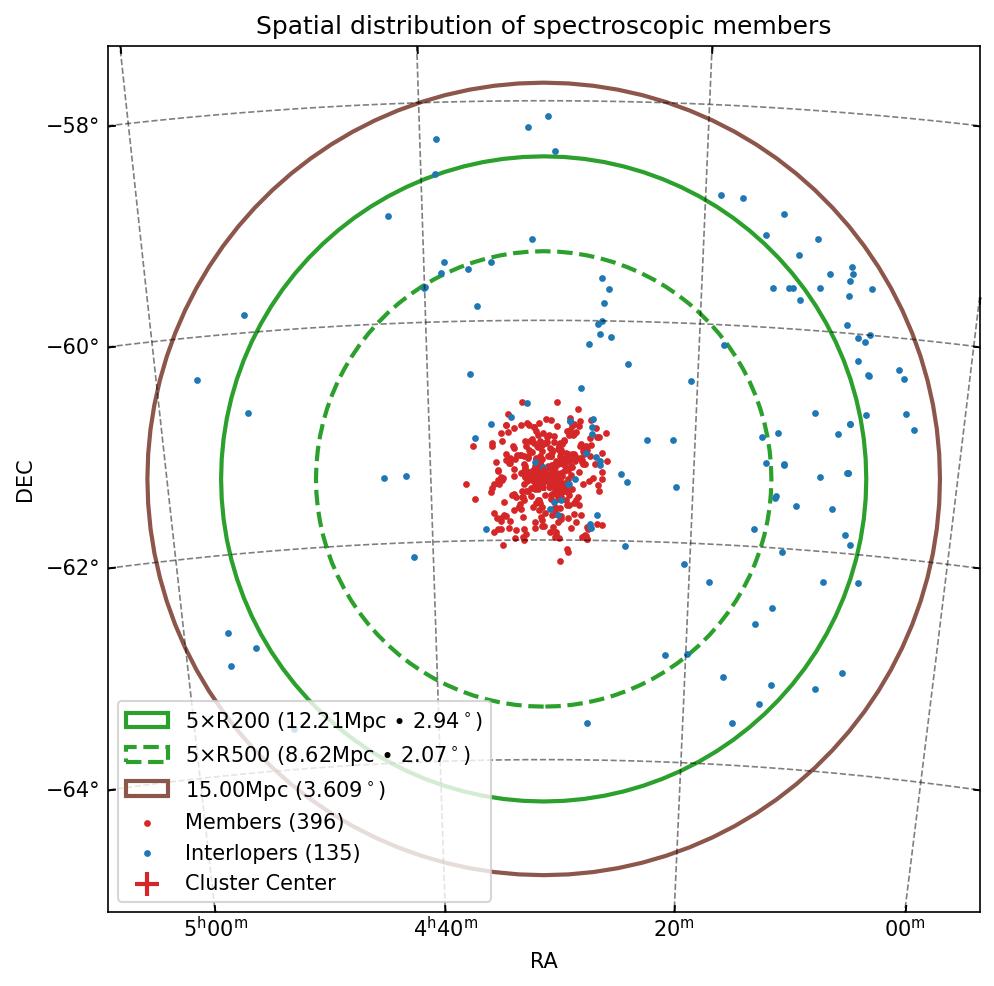 Spatial distribution of spectroscopic members
−58°
−60°
−62°
−64°
DEC
5×R200 (12.21Mpc • 2.94°)
5×R500 (8.62Mpc • 2.07°)
15.00Mpc (3.609°)
Members (396)
Interlopers (135)
Cluster Center
5ʰ00ᵐ 4ʰ40ᵐ 20ᵐ 00ᵐ
RA